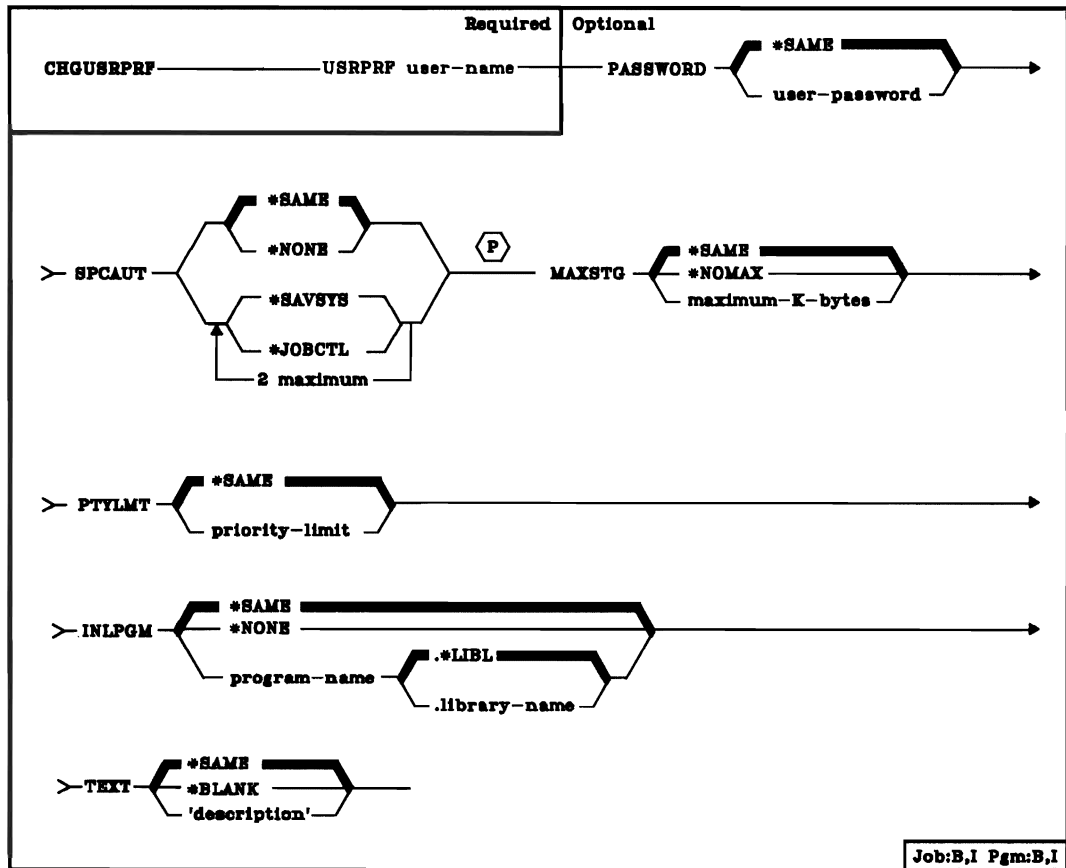 Required Optional
*SAME
CHGUSRPRF USRPRF user-name PASSWORD
user-password
*SAME
*NONE P *SAME
SPCAUT MAXSTG *NOMAX
*SAVSYS maximum-K-bytes
*JOBCTL
2 maximum
*SAME
PTYLMT
priority-limit
*SAME
INLPGM *NONE
.*LIBL
program-name
.library-name
*SAME
TEXT *BLANK
'description'
Job:B,I Pgm:B,I